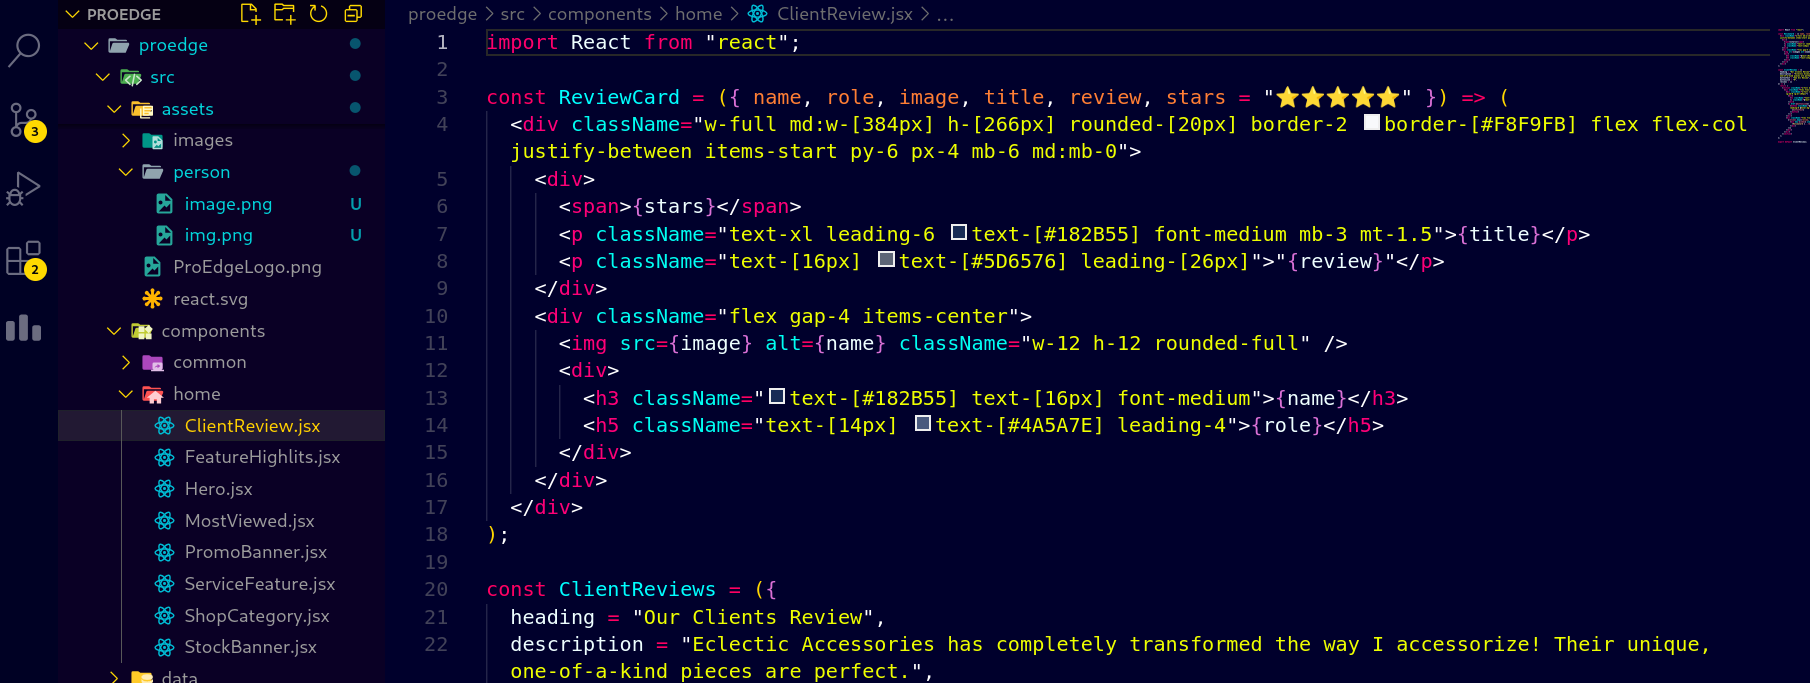 PROEDGE
proedge
src
assets
images
person
image.png U
img.png U
ProEdgeLogo.png
react.svg
components
common
home
ClientReview.jsx
FeatureHighlits.jsx
Hero.jsx
MostViewed.jsx
PromoBanner.jsx
ServiceFeature.jsx
ShopCategory.jsx
StockBanner.jsx
data
3
2
proedge > src > components > home > ClientReview.jsx > ...
1 import React from "react";
2
3 const ReviewCard = ({ name, role, image, title, review, stars = "⭐⭐⭐⭐⭐" }) => (
4 <div className="w-full md:w-[384px] h-[266px] rounded-[20px] border-2 border-[#F8F9FB] flex flex-col
justify-between items-start py-6 px-4 mb-6 md:mb-0">
5 <div>
6 <span>{stars}</span>
7 <p className="text-xl leading-6 text-[#182B55] font-medium mb-3 mt-1.5">{title}</p>
8 <p className="text-[16px] text-[#5D6576] leading-[26px]">"{review}"</p>
9 </div>
10 <div className="flex gap-4 items-center">
11 <img src={image} alt={name} className="w-12 h-12 rounded-full" />
12 <div>
13 <h3 className="text-[#182B55] text-[16px] font-medium">{name}</h3>
14 <h5 className="text-[14px] text-[#4A5A7E] leading-4">{role}</h5>
15 </div>
16 </div>
17 </div>
18 );
19
20 const ClientReviews = ({
21 heading = "Our Clients Review",
22 description = "Eclectic Accessories has completely transformed the way I accessorize! Their unique,
one-of-a-kind pieces are perfect.",